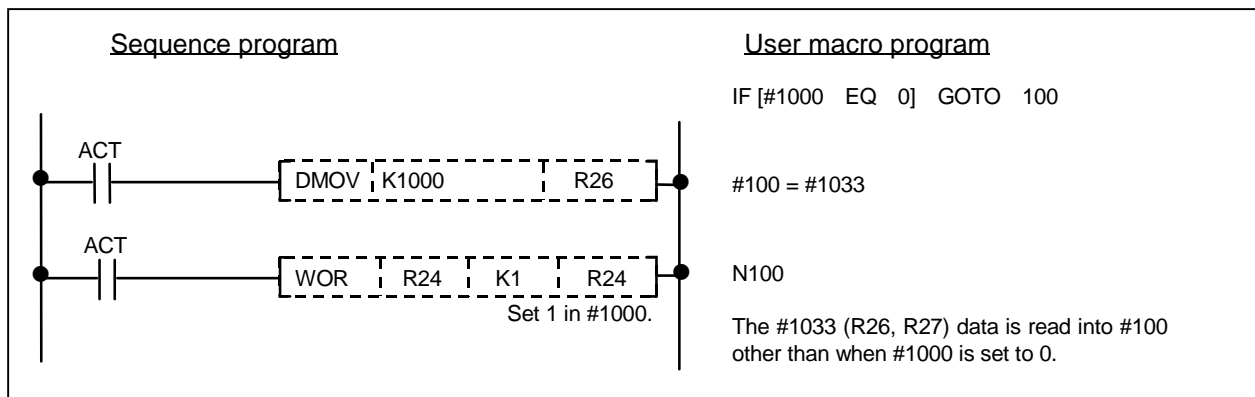 Sequence program
User macro program
IF [#1000 EQ 0] GOTO 100
ACT
DMOV K1000 R26
#100 = #1033
ACT
WOR R24 K1 R24
N100
Set 1 in #1000.
The #1033 (R26, R27) data is read into #100
other than when #1000 is set to 0.